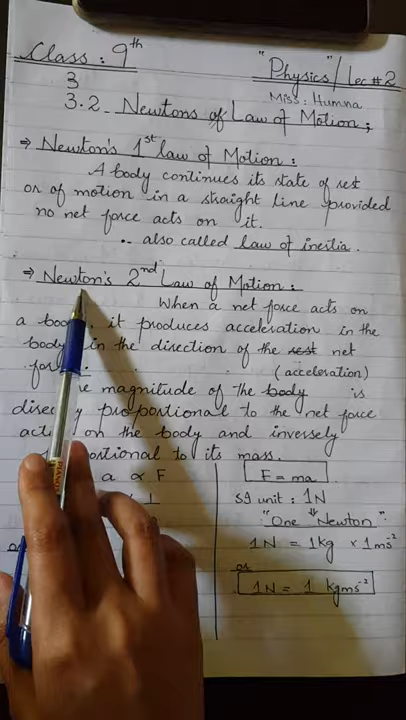 Class : 9th
"Physics" / Lec # 2
3
Miss : Humna
3.2 - Newtons of Law of Motion ;
⇒ Newton's 1st law of Motion :
A body continues its state of rest
or of motion in a straight line provided
no net force acts on it.
∴ also called law of inertia.
⇒ Newton's 2nd Law of Motion :
When a net force acts on
a body, it produces acceleration in the
body in the direction of the rest net
(acceleration)
magnitude of the body is
proportional to the net force
on the body and inversely
proportional to its mass.
a ∝ F
F = ma
SI unit : 1N
"One Newton"
1N = 1kg × 1ms⁻²
or
1N = 1 kgms⁻²